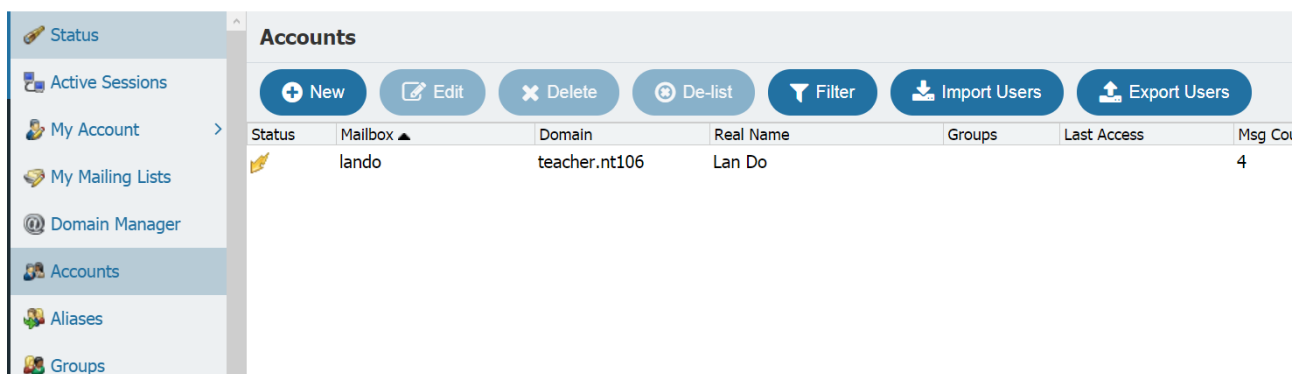 Status
Active Sessions
My Account
My Mailing Lists
Domain Manager
Accounts
Aliases
Groups
Accounts
New Edit Delete De-list Filter Import Users Export Users
Status Mailbox Domain Real Name Groups Last Access Msg Cou
lando teacher.nt106 Lan Do 4